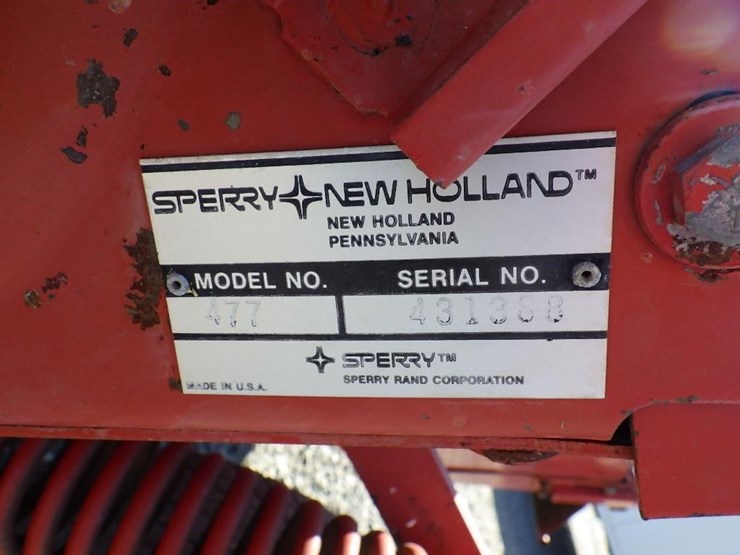 SPERRY NEW HOLLAND™
NEW HOLLAND
PENNSYLVANIA
MODEL NO. SERIAL NO.
477 431368
SPERRY™
MADE IN U.S.A. SPERRY RAND CORPORATION